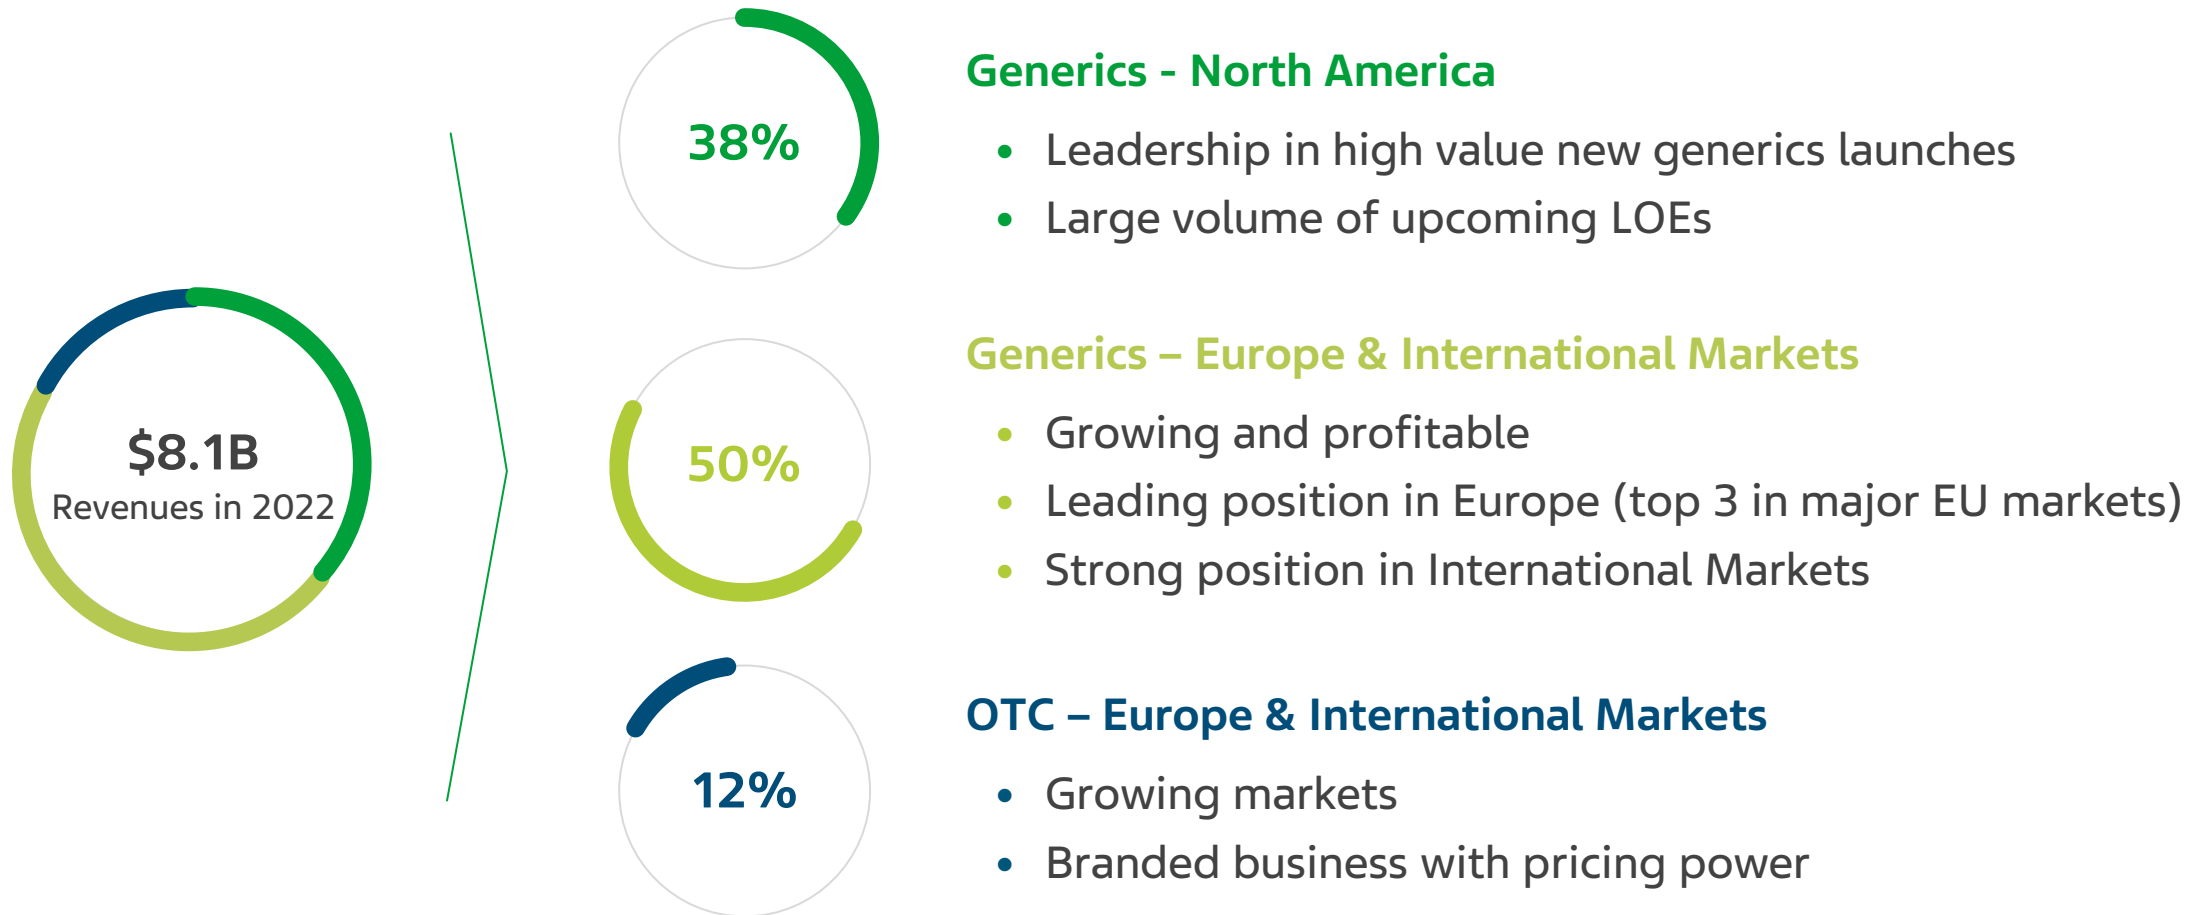 $8.1B
Revenues in 2022
38%
Generics - North America
• Leadership in high value new generics launches
• Large volume of upcoming LOEs
50%
Generics – Europe & International Markets
• Growing and profitable
• Leading position in Europe (top 3 in major EU markets)
• Strong position in International Markets
12%
OTC – Europe & International Markets
• Growing markets
• Branded business with pricing power